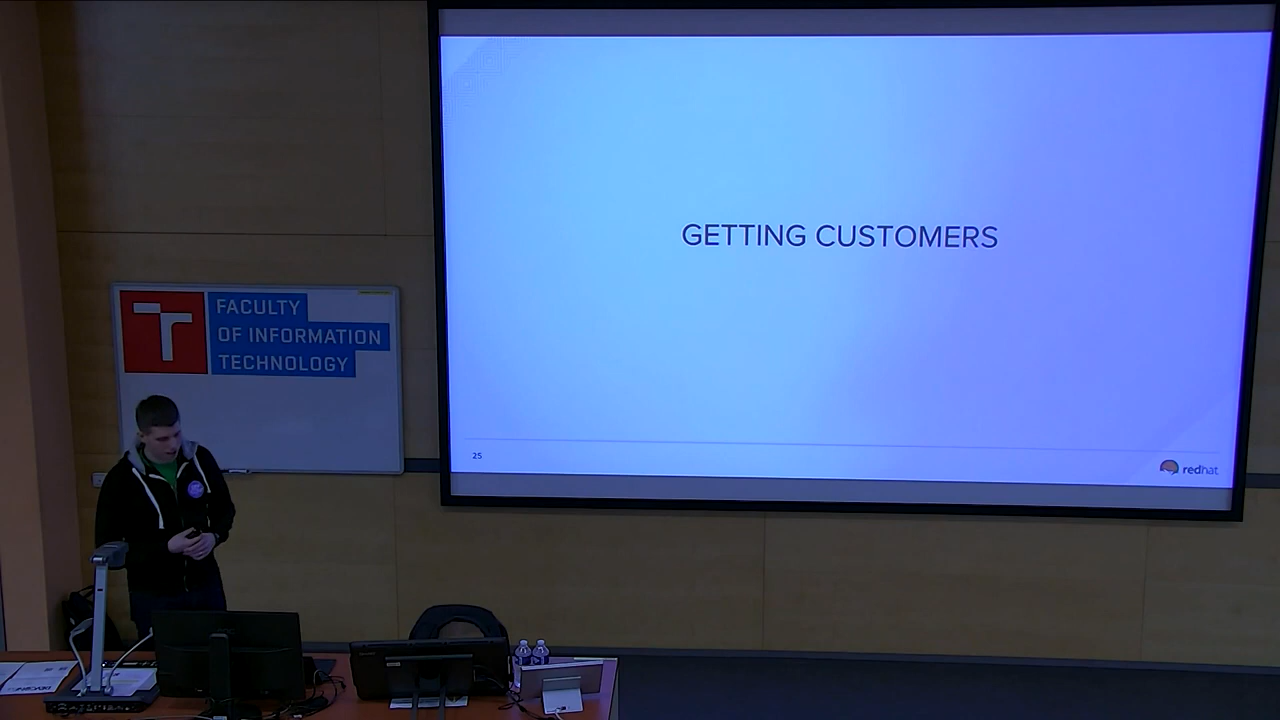 GETTING CUSTOMERS
25
redhat
FACULTY
OF INFORMATION
TECHNOLOGY